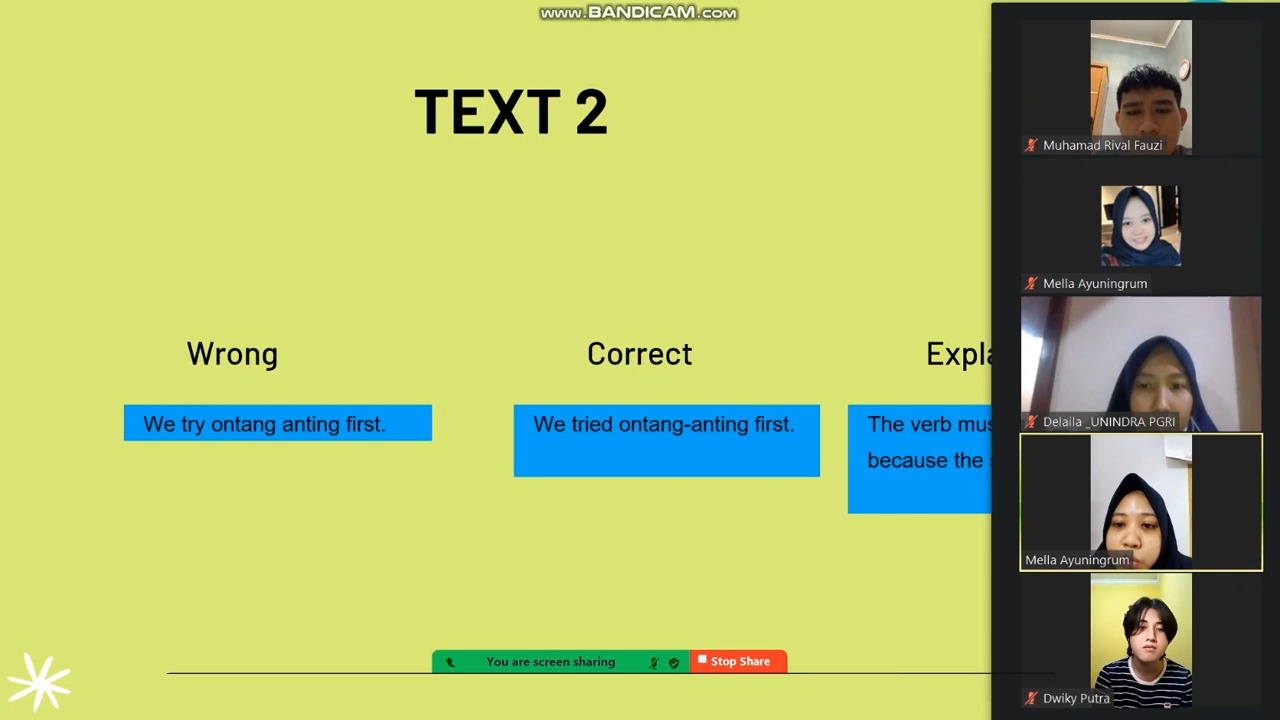 www.BANDICAM.com
TEXT 2
Wrong
Correct
Expla
We try ontang anting first.
We tried ontang-anting first.
The verb mus
because the
You are screen sharing
Stop Share
Muhamad Rival Fauzi
Mella Ayuningrum
Delaila _UNINDRA PGRI
Mella Ayuningrum
Dwiky Putra